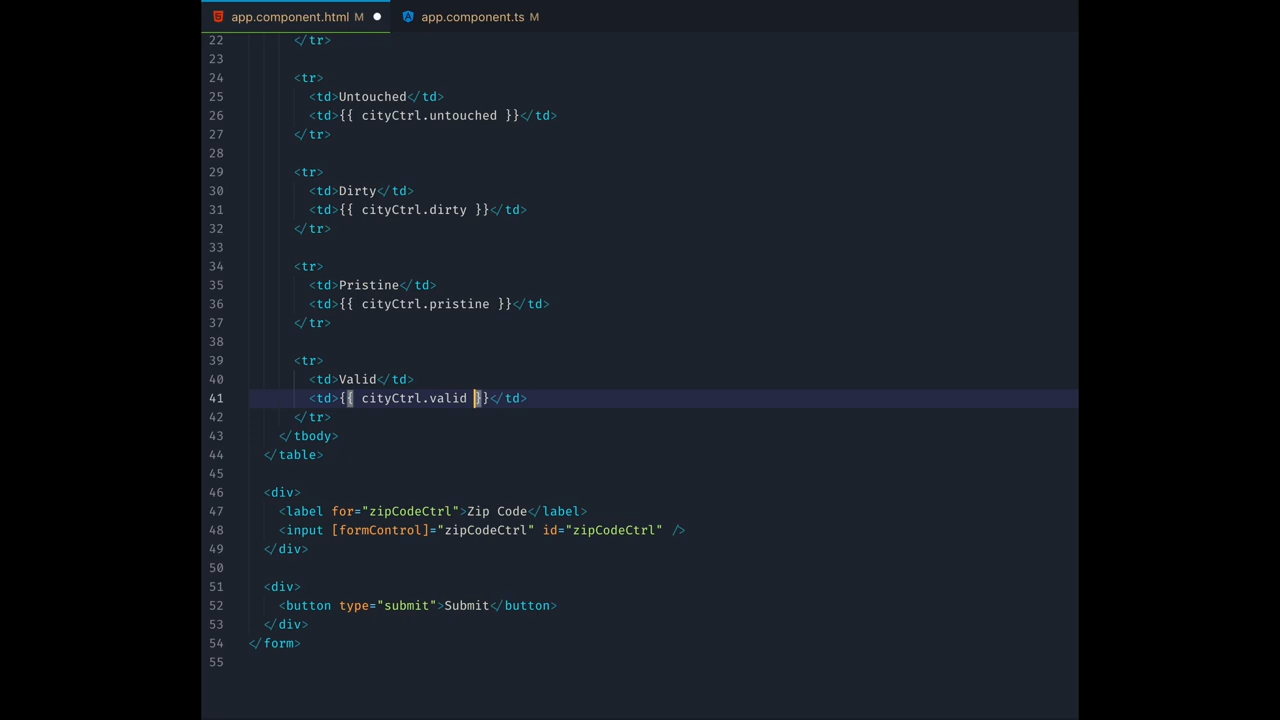 app.component.html M
app.component.ts M
22 </tr>
23
24 <tr>
25 <td>Untouched</td>
26 <td>{{ cityCtrl.untouched }}</td>
27 </tr>
28
29 <tr>
30 <td>Dirty</td>
31 <td>{{ cityCtrl.dirty }}</td>
32 </tr>
33
34 <tr>
35 <td>Pristine</td>
36 <td>{{ cityCtrl.pristine }}</td>
37 </tr>
38
39 <tr>
40 <td>Valid</td>
41 <td>{{ cityCtrl.valid }}</td>
42 </tr>
43 </tbody>
44 </table>
45
46 <div>
47 <label for="zipCodeCtrl">Zip Code</label>
48 <input [formControl]="zipCodeCtrl" id="zipCodeCtrl" />
49 </div>
50
51 <div>
52 <button type="submit">Submit</button>
53 </div>
54 </form>
55